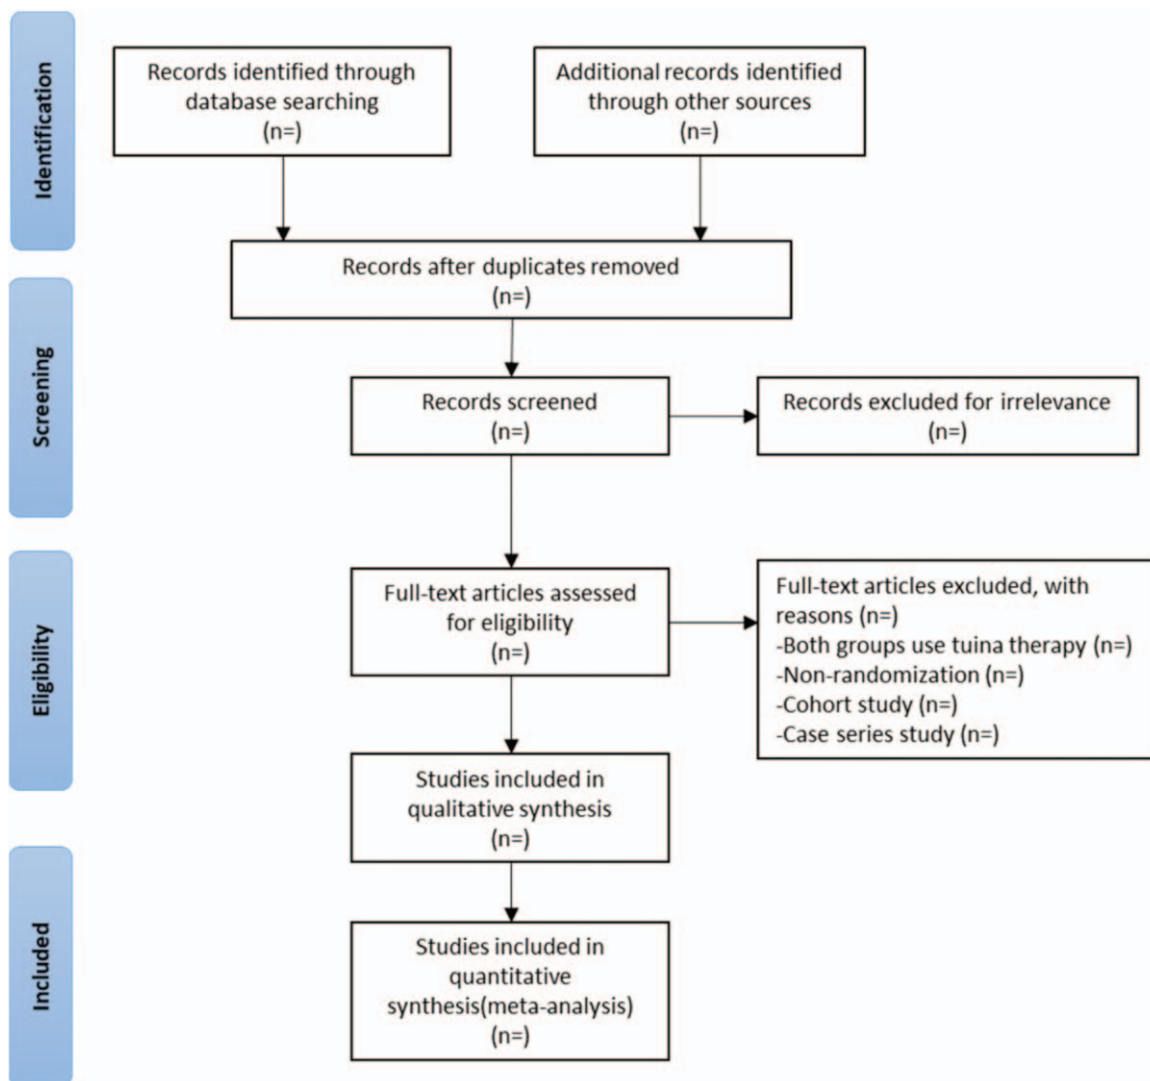 Identification
Records identified through
database searching
(n=)
Additional records identified
through other sources
(n=)
Records after duplicates removed
(n=)
Screening
Records screened
(n=)
Records excluded for irrelevance
(n=)
Eligibility
Full-text articles assessed
for eligibility
(n=)
Full-text articles excluded, with
reasons (n=)
-Both groups use tuina therapy (n=)
-Non-randomization (n=)
-Cohort study (n=)
-Case series study (n=)
Studies included in
qualitative synthesis
(n=)
Included
Studies included in
quantitative
synthesis(meta-analysis)
(n=)